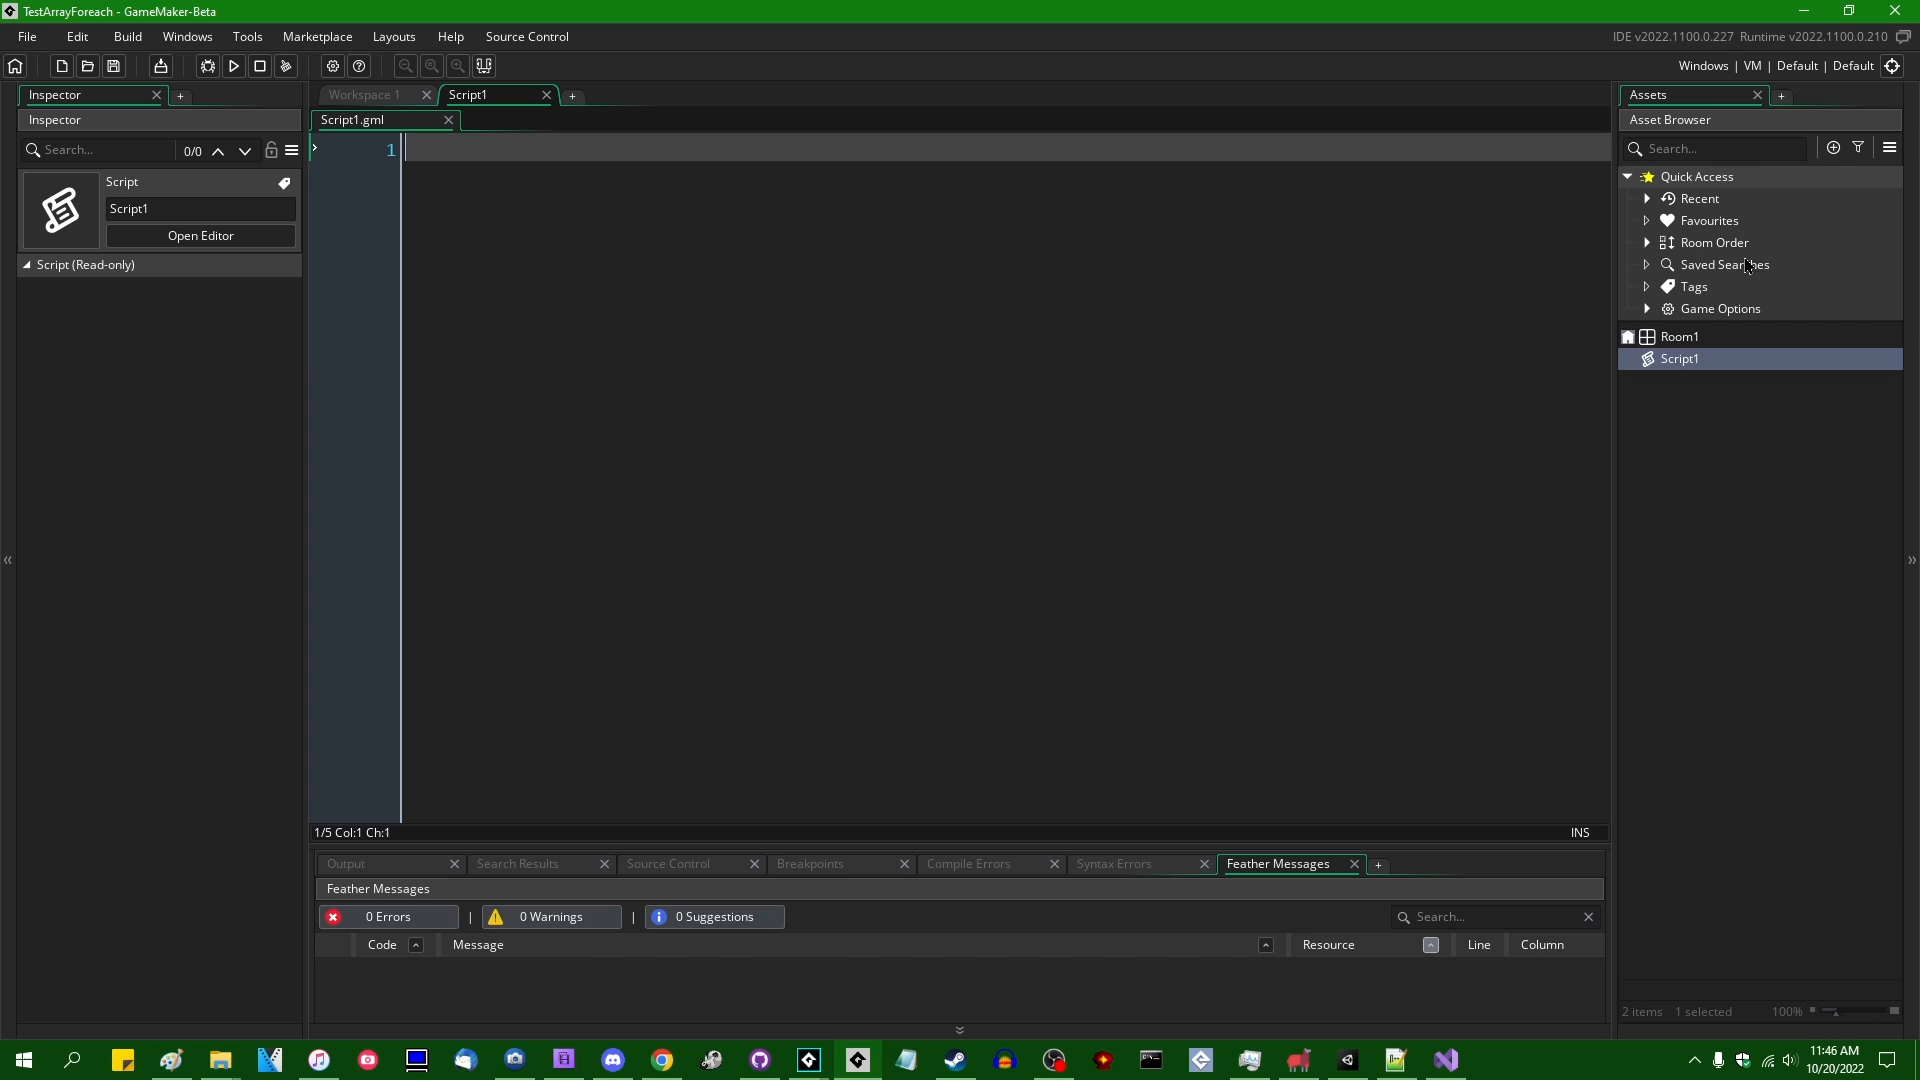 TestArrayForeach - GameMaker-Beta
File Edit Build Windows Tools Marketplace Layouts Help Source Control
IDE v2022.1100.0.227 Runtime v2022.1100.0.210
Windows | VM | Default | Default
Inspector
Workspace 1
Script1
Assets
Inspector
Script1.gml
Asset Browser
Search...
0/0
1
Search...
Script
Script1
Open Editor
Script (Read-only)
Quick Access
Recent
Favourites
Room Order
Saved Searches
Tags
Game Options
Room1
Script1
1/5 Col:1 Ch:1
INS
Output
Search Results
Source Control
Breakpoints
Compile Errors
Syntax Errors
Feather Messages
Feather Messages
0 Errors | 0 Warnings | 0 Suggestions
Search...
Code Message Resource Line Column
2 items 1 selected 100%
11:46 AM
10/20/2022